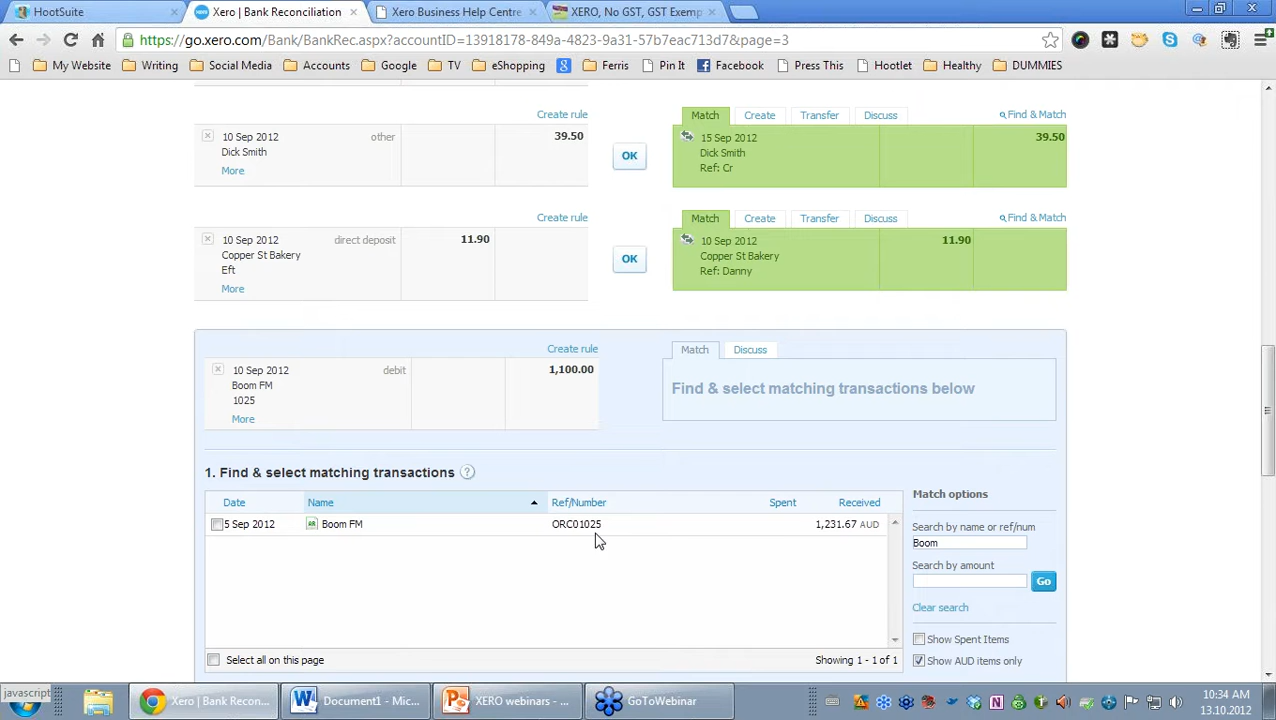 HootSuite
Xero | Bank Reconciliation
Xero Business Help Centre
XERO, No GST, GST Exemp
https://go.xero.com/Bank/BankRec.aspx?accountID=13918178-849a-4823-9a31-57b7eac713d7&page=3
My Website
Writing
Social Media
Accounts
Google
TV
eShopping
Ferris
Pin It
Facebook
Press This
Hootlet
Healthy
DUMMIES
Create rule
Match Create Transfer Discuss Find & Match
10 Sep 2012 other 39.50
Dick Smith
More
OK
15 Sep 2012 39.50
Dick Smith
Ref: Cr
Create rule
Match Create Transfer Discuss Find & Match
10 Sep 2012 direct deposit 11.90
Copper St Bakery
Eft
More
OK
10 Sep 2012 11.90
Copper St Bakery
Ref: Danny
Create rule
Match Discuss
10 Sep 2012 debit 1,100.00
Boom FM
1025
More
Find & select matching transactions below
1. Find & select matching transactions ?
Date Name Ref/Number Spent Received
5 Sep 2012 Boom FM ORC01025 1,231.67 AUD
Select all on this page Showing 1 - 1 of 1
Match options
Search by name or ref/num
Boom
Search by amount
Go
Clear search
Show Spent Items
Show AUD items only
javascript
Xero | Bank Reconci...
Document1 - Mic...
XERO webinars - ...
GoToWebinar
10:34 AM
13.10.2012